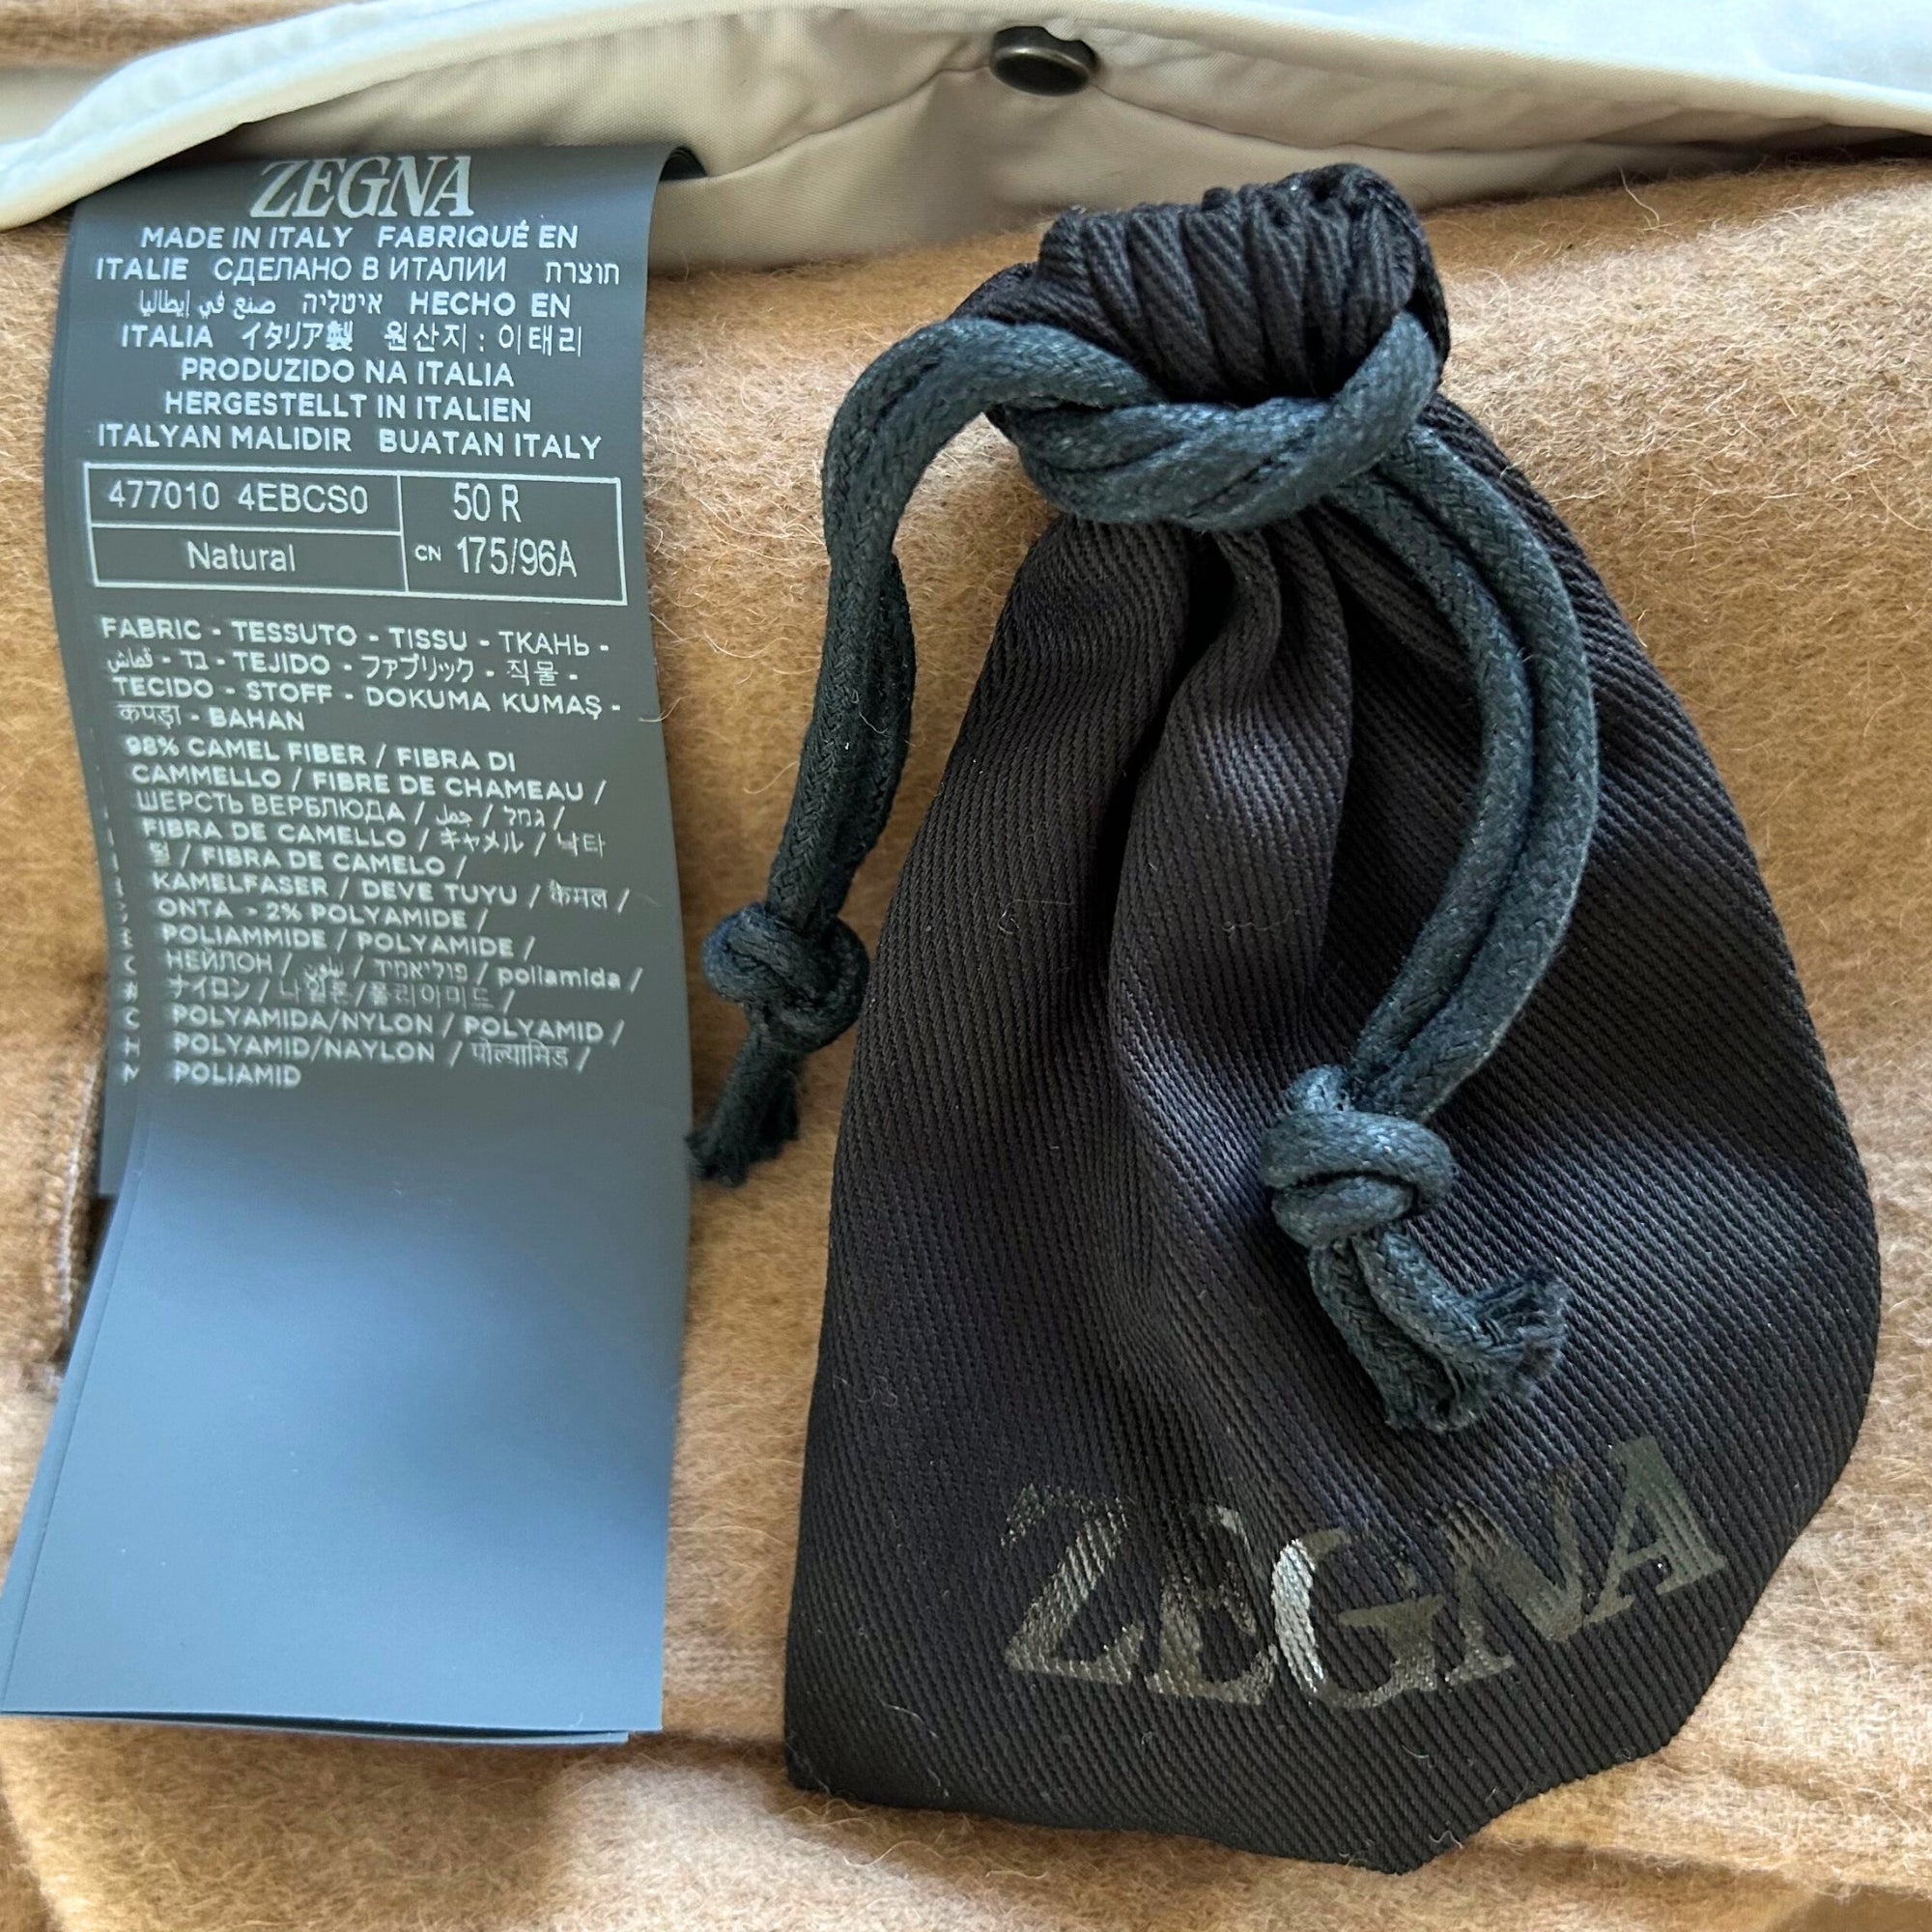 ZEGNA
MADE IN ITALY FABRIQUÉ EN
ITALIE СДЕЛАНО В ИТАЛИИ תוצרת
צنع في إيطاليا איטליה HECHO EN
ITALIA イタリア製 원산지 : 이태리
PRODUZIDO NA ITALIA
HERGESTELLT IN ITALIEN
ITALYAN MALIDIR BUATAN ITALY
477010 4EBCS0 50 R
Natural CN 175/96A
FABRIC - TESSUTO - TISSU - ТКАНЬ -
قماش - בד - TEJIDO - ファブリック - 직물 -
TECIDO - STOFF - DOKUMA KUMAŞ -
कपड़ा - BAHAN
98% CAMEL FIBER / FIBRA DI
CAMMELLO / FIBRE DE CHAMEAU /
ШЕРСТЬ ВЕРБЛЮДА / جمل / גמל /
FIBRA DE CAMELLO / キャメル / 낙타
털 / FIBRA DE CAMELO /
KAMELFASER / DEVE TUYU / कैमल /
ONTA - 2% POLYAMIDE /
POLIAMMIDE / POLYAMIDE /
НЕЙЛОН / نيلون / פוליאמיד / poliamida /
ナイロン / 나일론/폴리아미드 /
POLYAMIDA/NYLON / POLYAMID /
POLYAMID/NAYLON / पोल्यामिड /
POLIAMID
ZEGNA